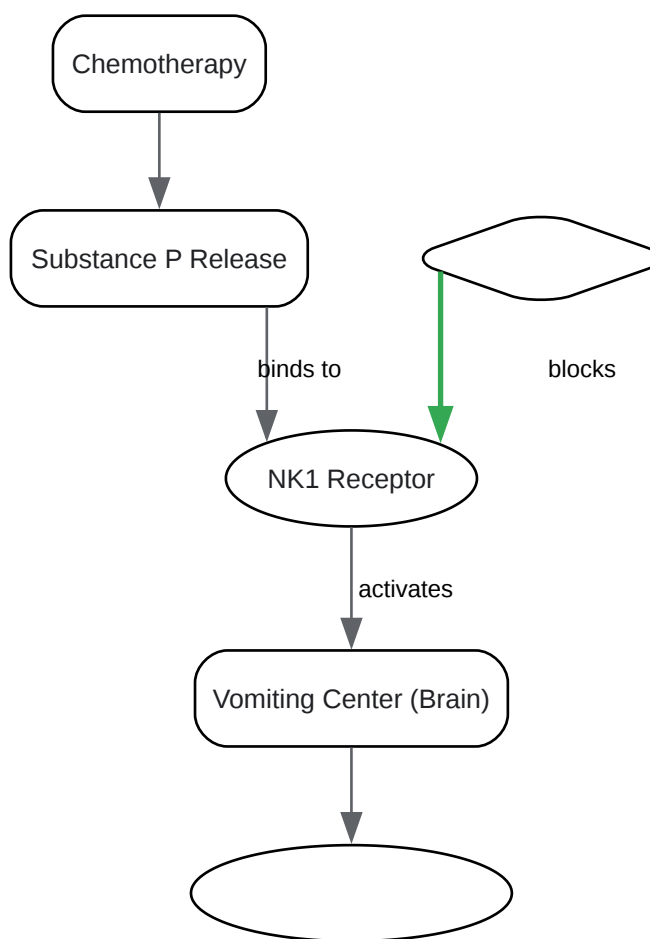 Chemotherapy
Substance P Release
binds to
blocks
NK1 Receptor
activates
Vomiting Center (Brain)